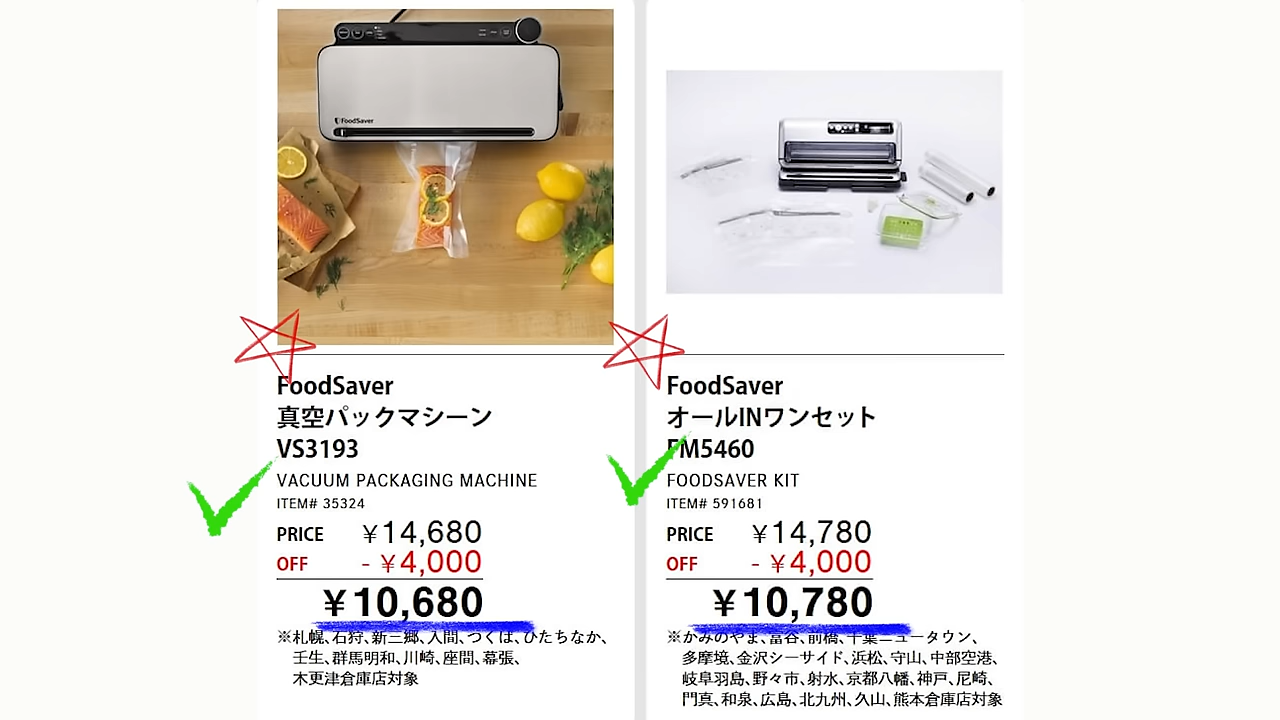 FoodSaver
FoodSaver
真空パックマシーン
VS3193
VACUUM PACKAGING MACHINE
ITEM# 35324
PRICE ¥14,680
OFF - ¥4,000
¥10,680
※札幌、石狩、新三郷、入間、つくば、ひたちなか、
壬生、群馬明和、川崎、座間、幕張、
木更津倉庫店対象
FoodSaver
オールINワンセット
FM5460
FOODSAVER KIT
ITEM# 591681
PRICE ¥14,780
OFF - ¥4,000
¥10,780
※かみのやま、富谷、前橋、千葉ニュータウン、
多摩境、金沢シーサイド、浜松、守山、中部空港、
岐阜羽島、野々市、射水、京都八幡、神戸、尼崎、
門真、和泉、広島、北九州、久山、熊本倉庫店対象